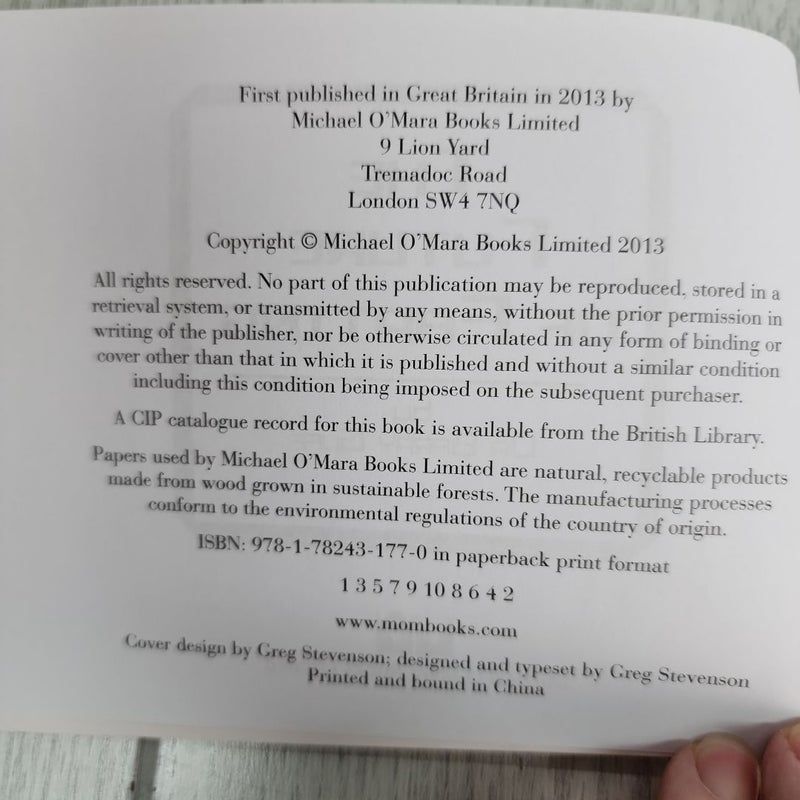 First published in Great Britain in 2013 by
Michael O'Mara Books Limited
9 Lion Yard
Tremadoc Road
London SW4 7NQ
Copyright © Michael O'Mara Books Limited 2013
All rights reserved. No part of this publication may be reproduced, stored in a
retrieval system, or transmitted by any means, without the prior permission in
writing of the publisher, nor be otherwise circulated in any form of binding or
cover other than that in which it is published and without a similar condition
including this condition being imposed on the subsequent purchaser.
A CIP catalogue record for this book is available from the British Library.
Papers used by Michael O'Mara Books Limited are natural, recyclable products
made from wood grown in sustainable forests. The manufacturing processes
conform to the environmental regulations of the country of origin.
ISBN: 978-1-78243-177-0 in paperback print format
1 3 5 7 9 10 8 6 4 2
www.mombooks.com
Cover design by Greg Stevenson; designed and typeset by Greg Stevenson
Printed and bound in China